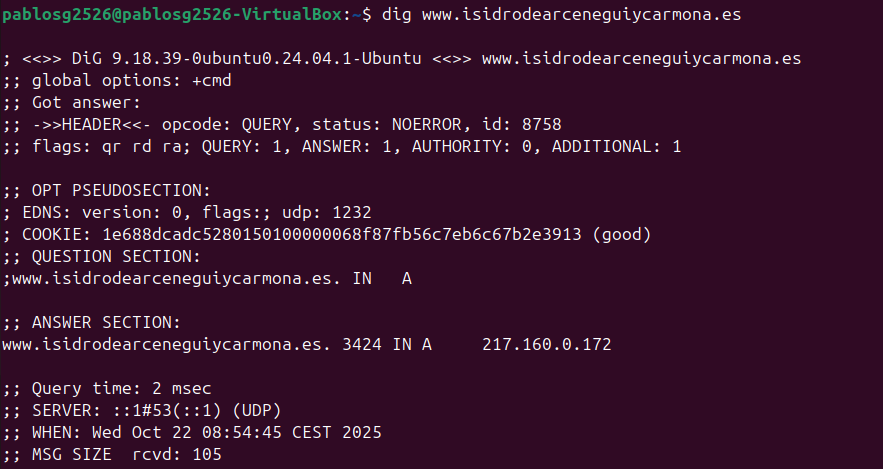 pablosg2526@pablosg2526-VirtualBox:~$ dig www.isidrodearceneguiycarmona.es
; <<>> DiG 9.18.39-0ubuntu0.24.04.1-Ubuntu <<>> www.isidrodearceneguiycarmona.es
;; global options: +cmd
;; Got answer:
;; ->>HEADER<<- opcode: QUERY, status: NOERROR, id: 8758
;; flags: qr rd ra; QUERY: 1, ANSWER: 1, AUTHORITY: 0, ADDITIONAL: 1
;; OPT PSEUDOSECTION:
; EDNS: version: 0, flags:; udp: 1232
; COOKIE: 1e688dcadc5280150100000068f87fb56c7eb6c67b2e3913 (good)
;; QUESTION SECTION:
;www.isidrodearceneguiycarmona.es. IN A
;; ANSWER SECTION:
www.isidrodearceneguiycarmona.es. 3424 IN A 217.160.0.172
;; Query time: 2 msec
;; SERVER: ::1#53(::1) (UDP)
;; WHEN: Wed Oct 22 08:54:45 CEST 2025
;; MSG SIZE rcvd: 105